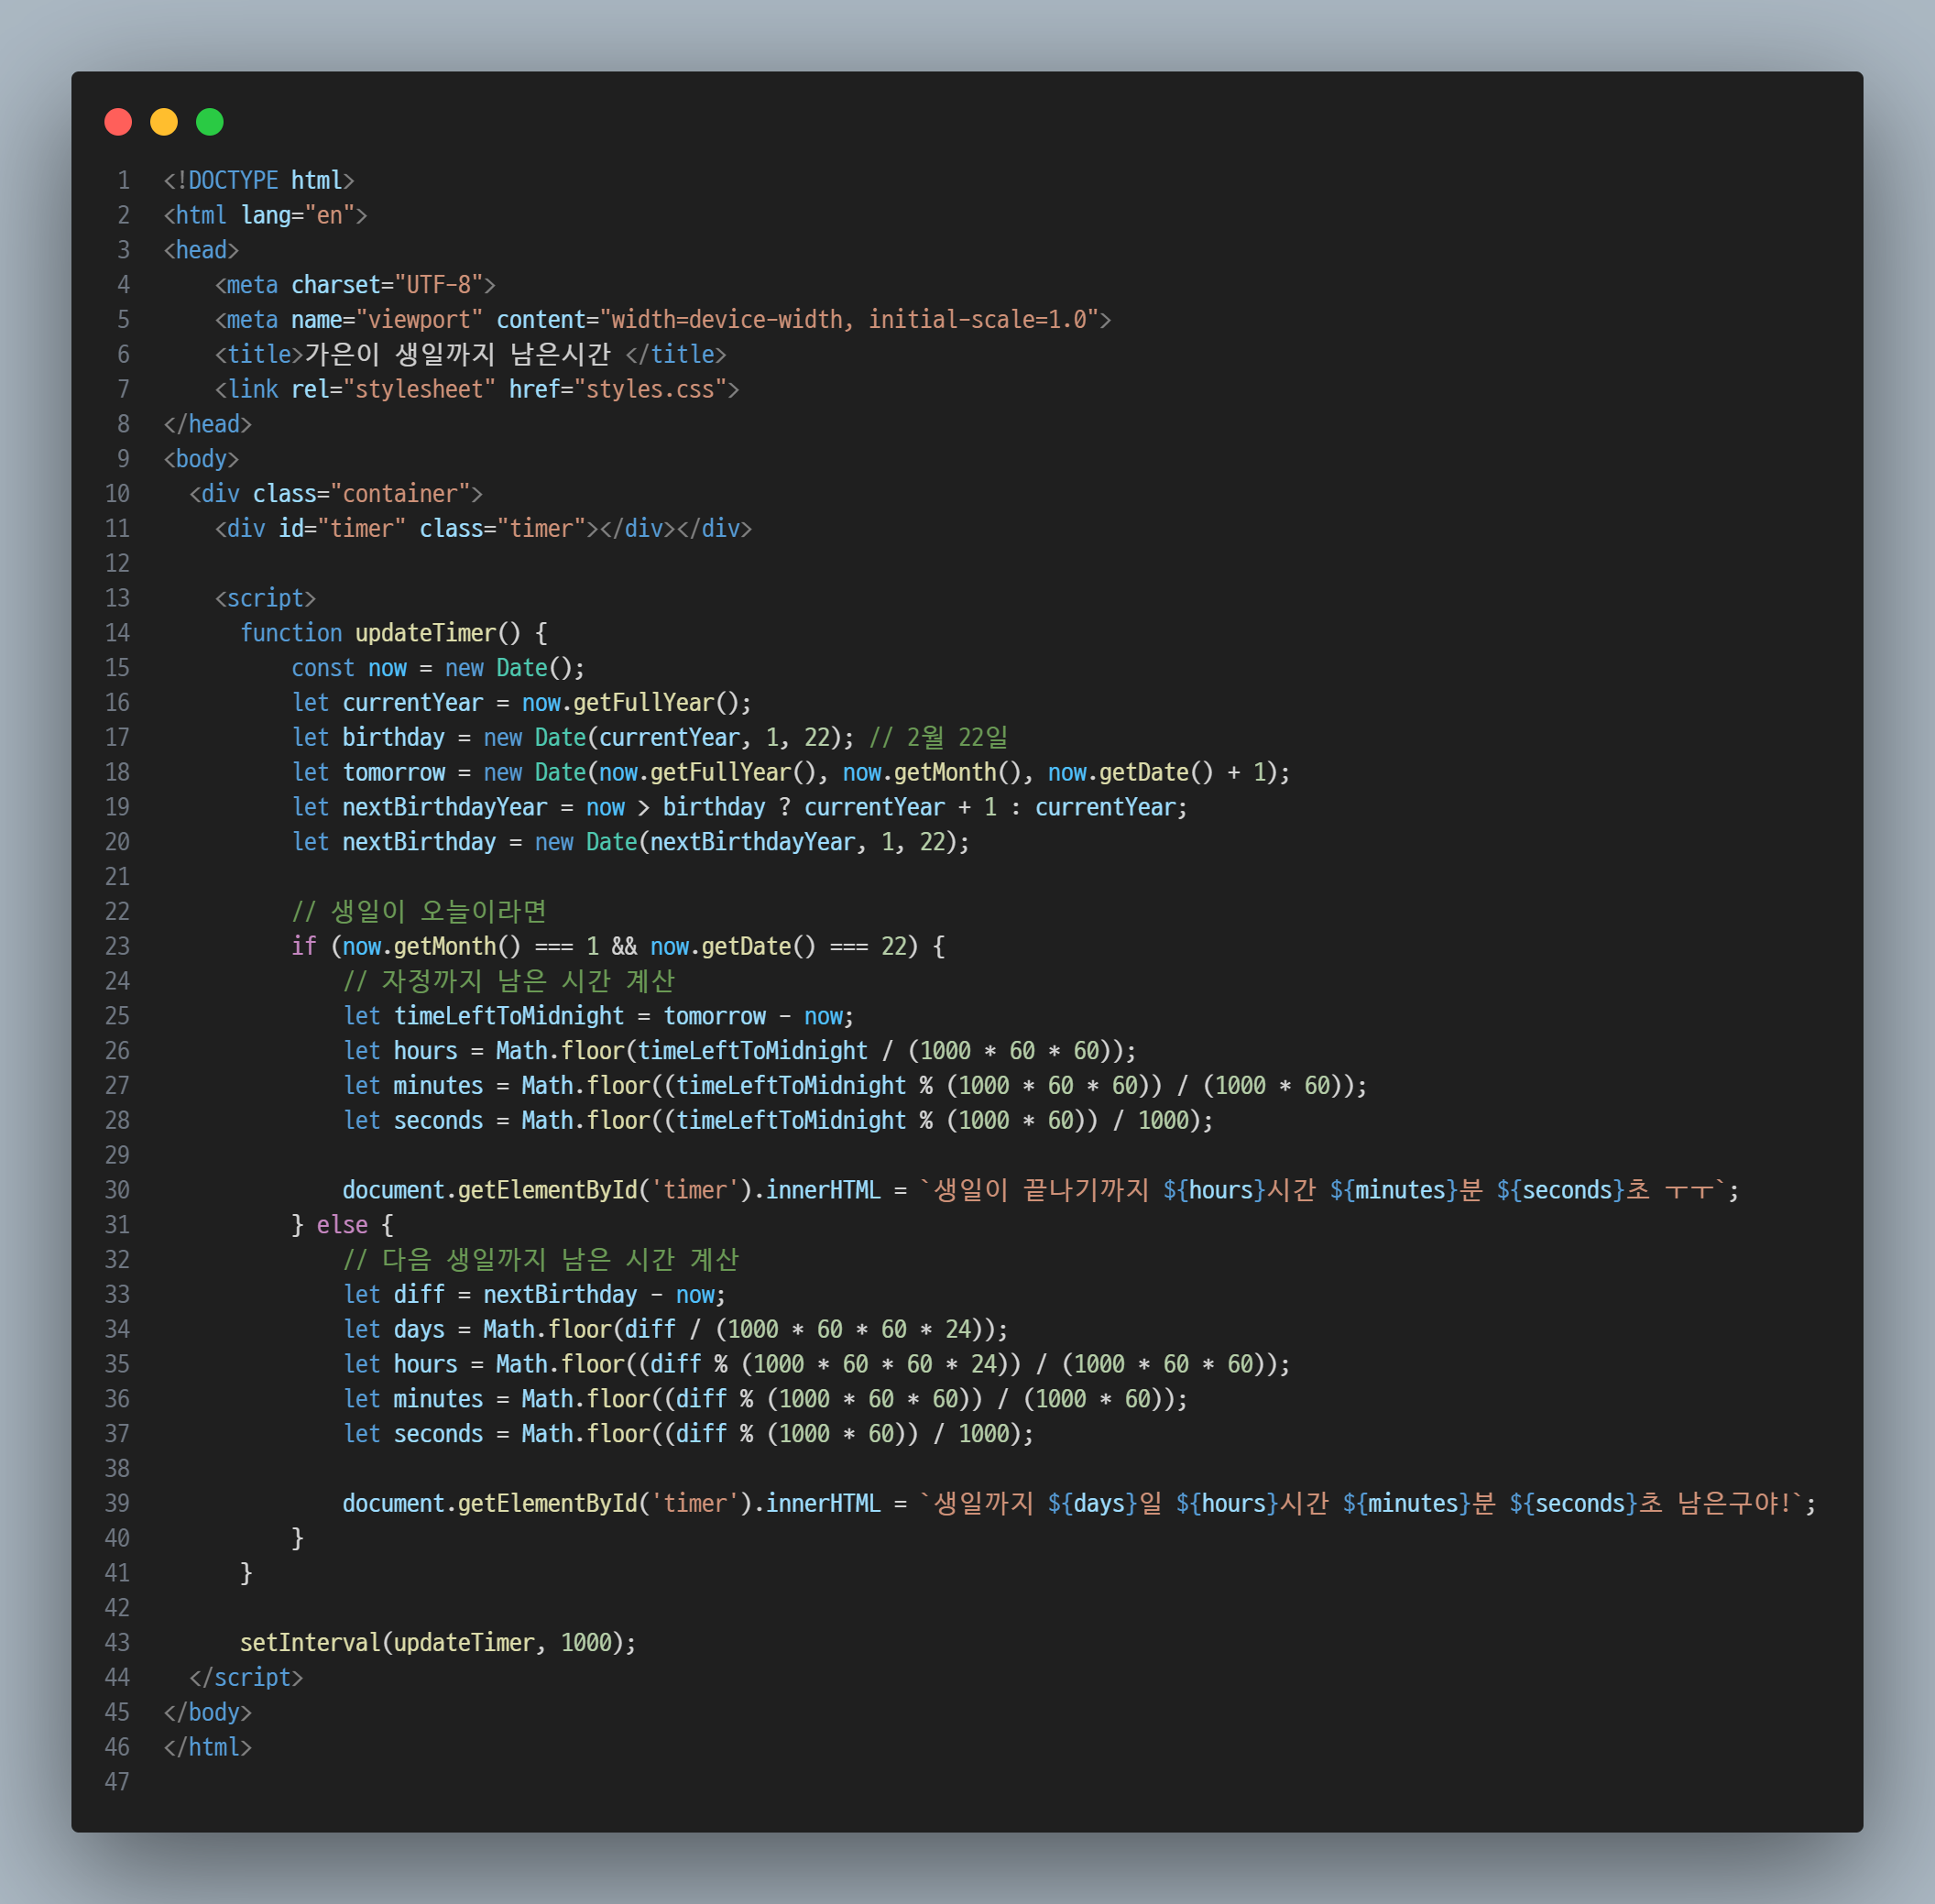 1 <!DOCTYPE html>
2 <html lang="en">
3 <head>
4     <meta charset="UTF-8">
5     <meta name="viewport" content="width=device-width, initial-scale=1.0">
6     <title>가은이 생일까지 남은시간 </title>
7     <link rel="stylesheet" href="styles.css">
8 </head>
9 <body>
10   <div class="container">
11     <div id="timer" class="timer"></div></div>
12
13     <script>
14       function updateTimer() {
15           const now = new Date();
16           let currentYear = now.getFullYear();
17           let birthday = new Date(currentYear, 1, 22); // 2월 22일
18           let tomorrow = new Date(now.getFullYear(), now.getMonth(), now.getDate() + 1);
19           let nextBirthdayYear = now > birthday ? currentYear + 1 : currentYear;
20           let nextBirthday = new Date(nextBirthdayYear, 1, 22);
21
22           // 생일이 오늘이라면
23           if (now.getMonth() === 1 && now.getDate() === 22) {
24               // 자정까지 남은 시간 계산
25               let timeLeftToMidnight = tomorrow - now;
26               let hours = Math.floor(timeLeftToMidnight / (1000 * 60 * 60));
27               let minutes = Math.floor((timeLeftToMidnight % (1000 * 60 * 60)) / (1000 * 60));
28               let seconds = Math.floor((timeLeftToMidnight % (1000 * 60)) / 1000);
29
30               document.getElementById('timer').innerHTML = `생일이 끝나기까지 ${hours}시간 ${minutes}분 ${seconds}초 ㅜㅜ`;
31           } else {
32               // 다음 생일까지 남은 시간 계산
33               let diff = nextBirthday - now;
34               let days = Math.floor(diff / (1000 * 60 * 60 * 24));
35               let hours = Math.floor((diff % (1000 * 60 * 60 * 24)) / (1000 * 60 * 60));
36               let minutes = Math.floor((diff % (1000 * 60 * 60)) / (1000 * 60));
37               let seconds = Math.floor((diff % (1000 * 60)) / 1000);
38
39               document.getElementById('timer').innerHTML = `생일까지 ${days}일 ${hours}시간 ${minutes}분 ${seconds}초 남은구야!`;
40           }
41       }
42
43       setInterval(updateTimer, 1000);
44   </script>
45 </body>
46 </html>
47